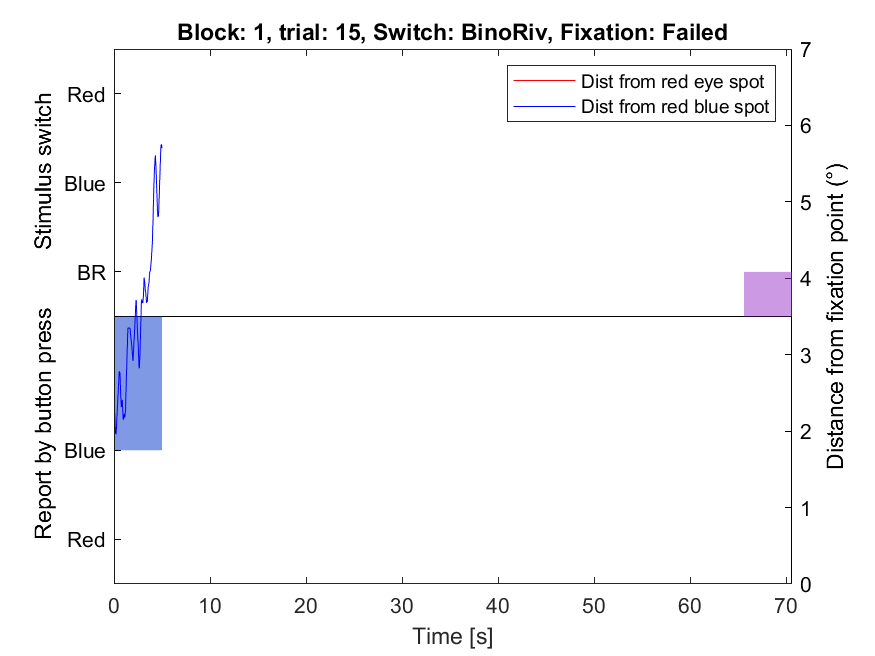 Block: 1, trial: 15, Switch: BinoRiv, Fixation: Failed
Dist from red eye spot
Dist from red blue spot
Stimulus switch
Report by button press
Red
Blue
BR
Blue
Red
7
6
5
4
3
2
1
0
Distance from fixation point (°)
0 10 20 30 40 50 60 70
Time [s]